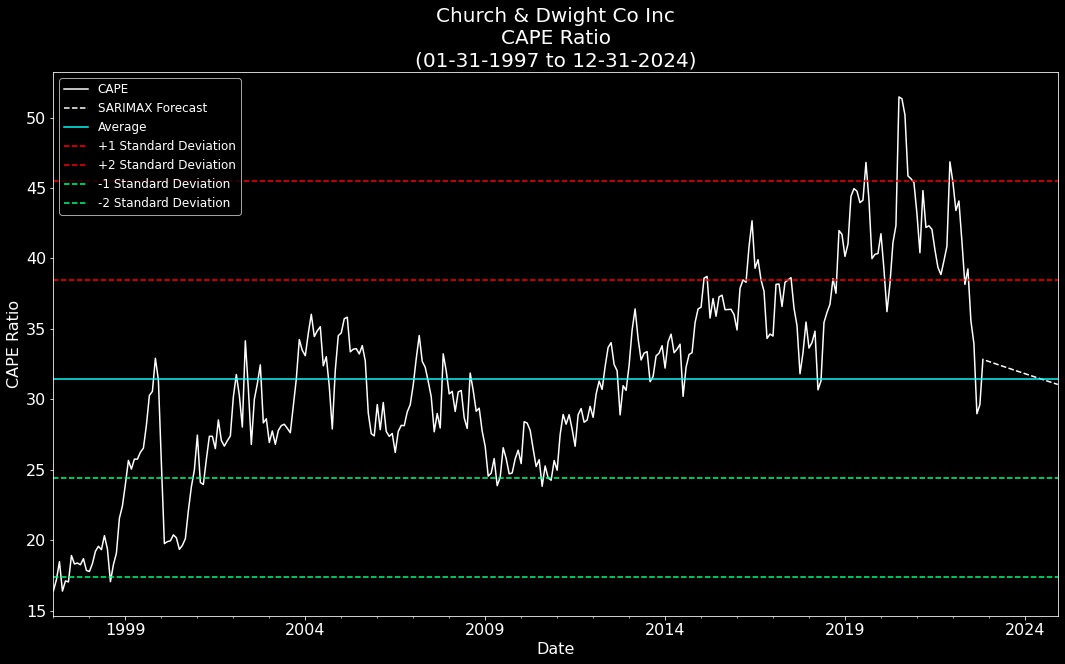 Church & Dwight Co Inc
CAPE Ratio
(01-31-1997 to 12-31-2024)
CAPE
SARIMAX Forecast
Average
+1 Standard Deviation
+2 Standard Deviation
-1 Standard Deviation
-2 Standard Deviation
50
45
40
35
30
25
20
15
CAPE Ratio
1999
2004
2009
2014
2019
2024
Date